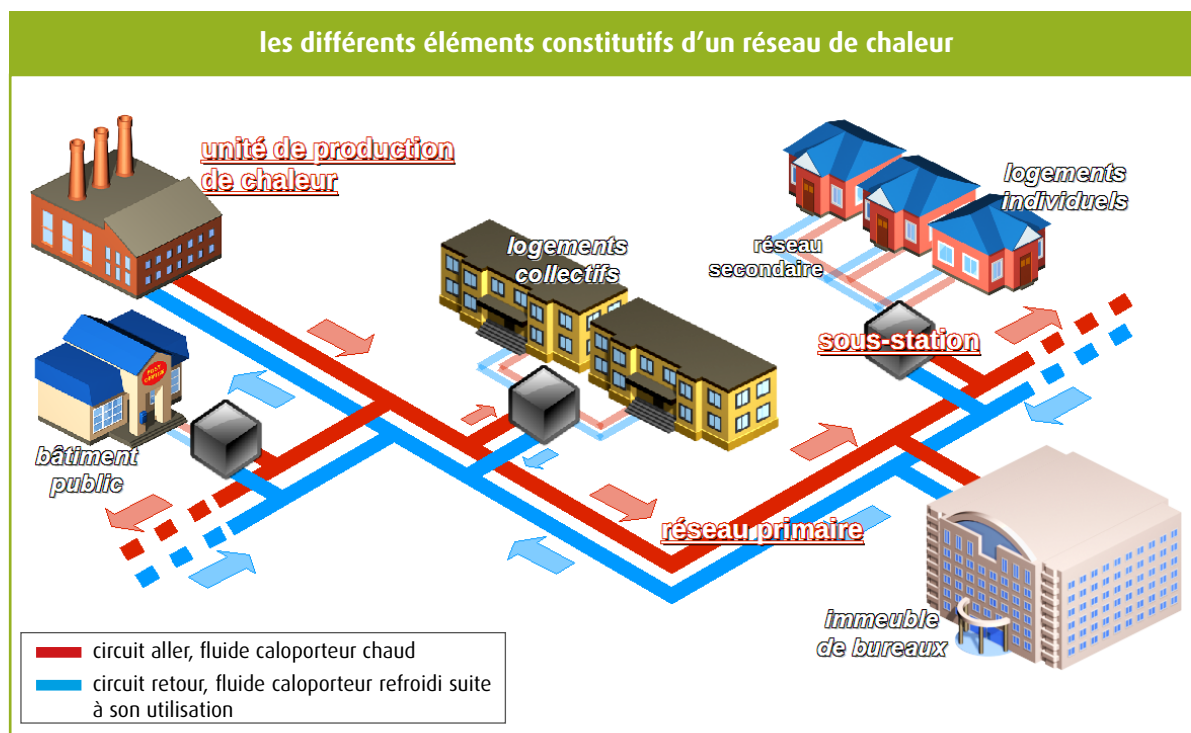 les différents éléments constitutifs d'un réseau de chaleur
unité de production
de chaleur
logements
individuels
logements
collectifs
réseau
secondaire
sous-station
POST
OFFICE
bâtiment
public
réseau primaire
immeuble
de bureaux
circuit aller, fluide caloporteur chaud
circuit retour, fluide caloporteur refroidi suite
à son utilisation